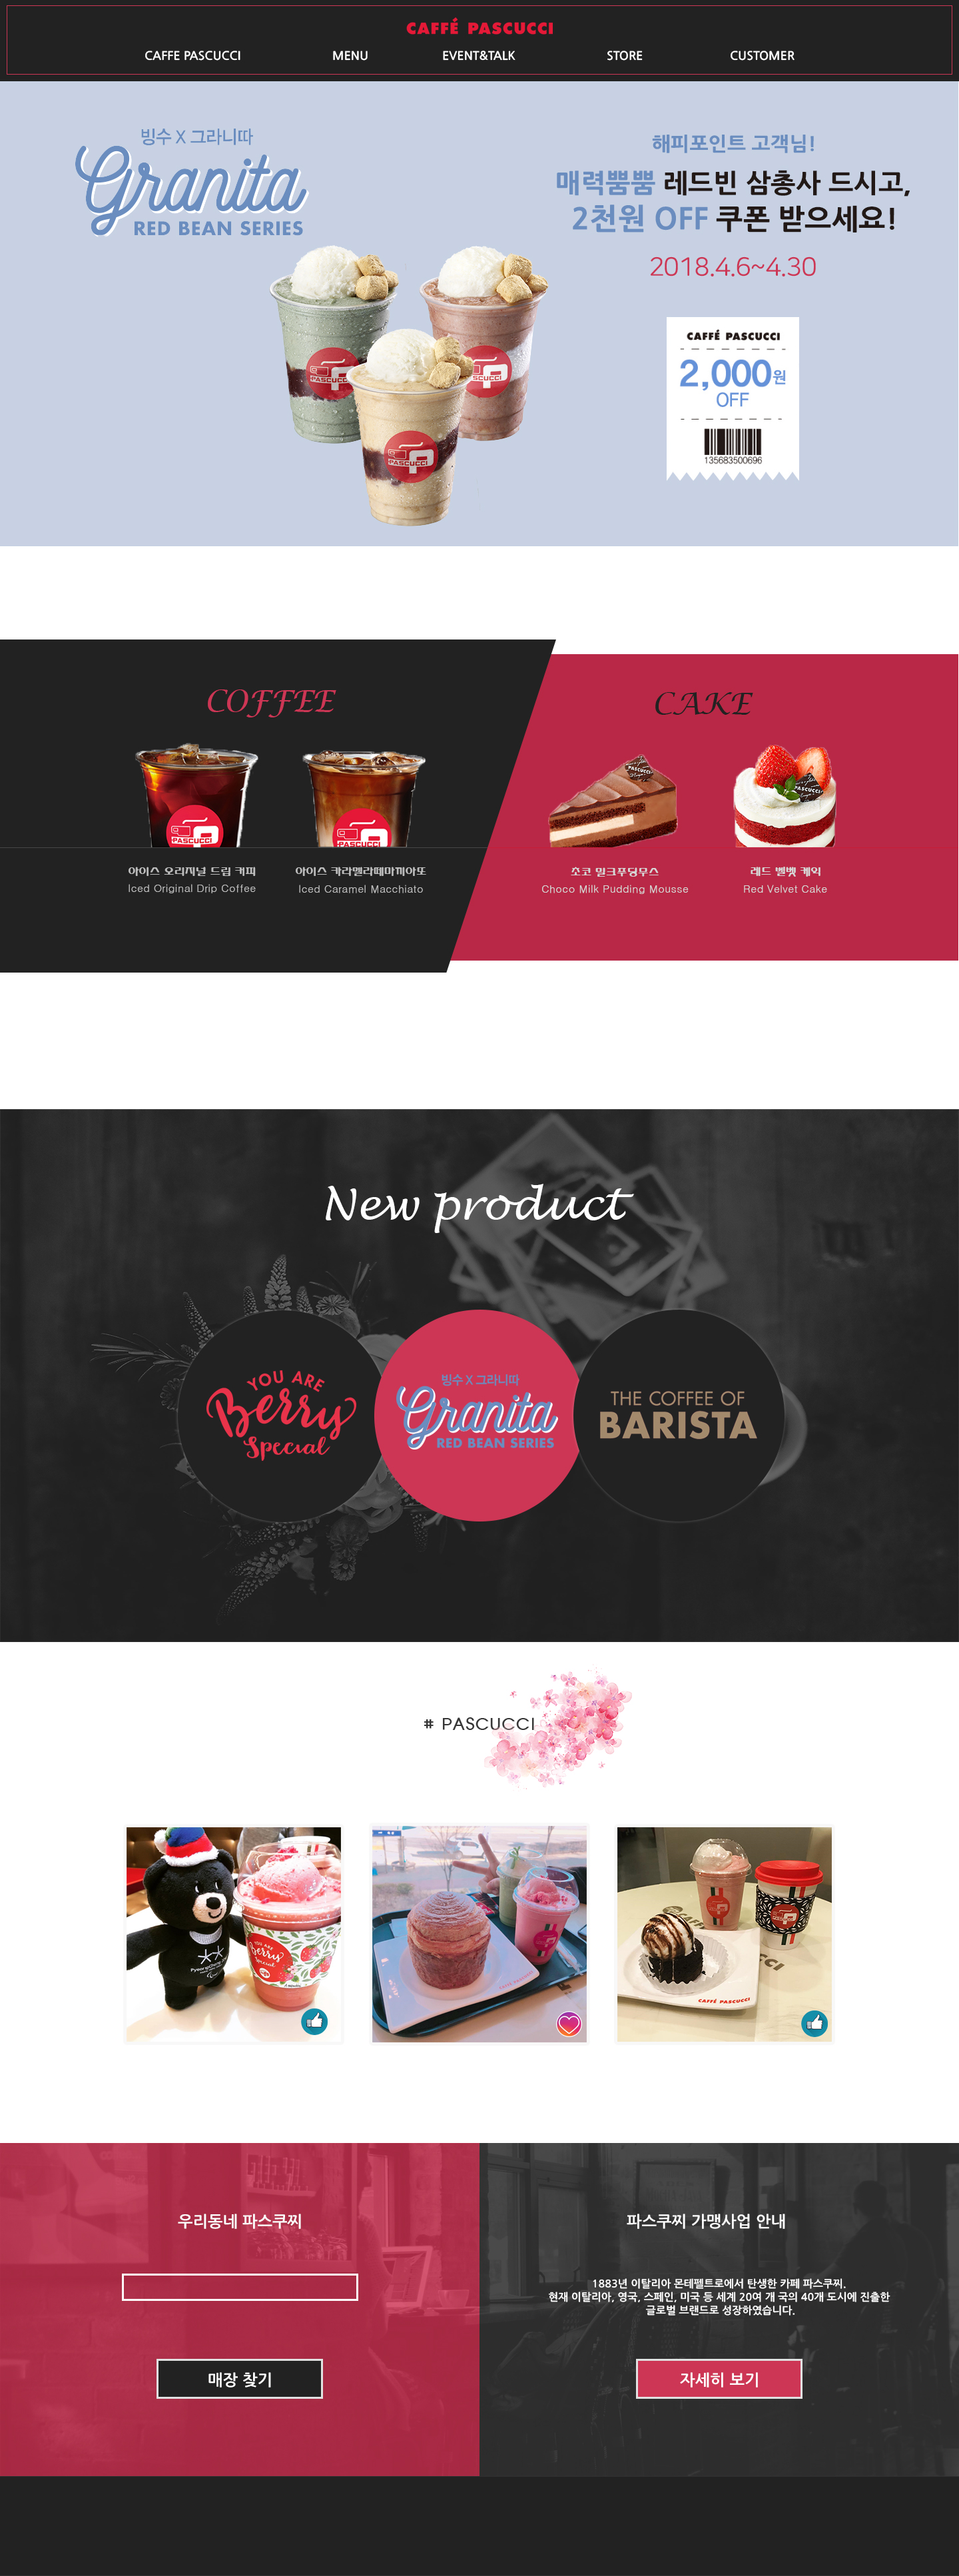 CAFFÉ PASCUCCI
CAFFE PASCUCCI MENU EVENT&TALK STORE CUSTOMER
빙수 X 그라니따
Granita
RED BEAN SERIES
해피포인트 고객님!
매력뿜뿜 레드빈 삼총사 드시고,
2천원 OFF 쿠폰 받으세요!
2018.4.6~4.30
CAFFÉ PASCUCCI
2,000원
OFF
135683500696
PASCUCCI
PASCUCCI
COFFEE
아이스 오리지널 드립 커피
Iced Original Drip Coffee
아이스 카라멜라떼마끼아또
Iced Caramel Macchiato
CAKE
PASCUCCI
초코 밀크푸딩무스
Choco Milk Pudding Mousse
PASCUCCI
레드 벨벳 케익
Red Velvet Cake
New product
YOU ARE
Berry
Special
빙수 X 그라니따
Granita
RED BEAN SERIES
THE COFFEE OF
BARISTA
# PASCUCCI
YOU ARE
Berry
Special
CAFFÉ PASCUCCI
우리동네 파스쿠찌
매장 찾기
파스쿠찌 가맹사업 안내
1883년 이탈리아 몬테펠트로에서 탄생한 카페 파스쿠찌.
현재 이탈리아, 영국, 스페인, 미국 등 세계 20여 개 국의 40개 도시에 진출한
글로벌 브랜드로 성장하였습니다.
자세히 보기